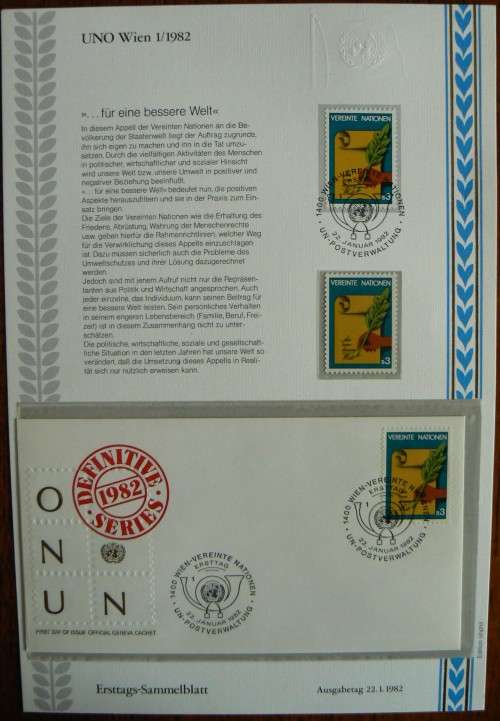 UNO Wien 1/1982
»...für eine bessere Welt«
In diesem Appell der Vereinten Nationen an die Be-
völkerung der Staatenwelt liegt der Auftrag zugrunde,
ihn sich eigen zu machen und ihn in die Tat umzu-
setzen. Durch die vielfältigen Aktivitäten des Menschen
in politischer, wirtschaftlicher und sozialer Hinsicht
wird unsere Welt bzw. unsere Umwelt in positiver und
negativer Beziehung beeinflußt.
»...für eine bessere Welt« bedeutet nun, die positiven
Aspekte herauszufiltern und sie in der Praxis zum Ein-
satz bringen.
Die Ziele der Vereinten Nationen wie die Erhaltung des
Friedens, Abrüstung, Wahrung der Menschenrechte
usw. geben hierfür die Rahmenrichtlinien, welcher Weg
für die Verwirklichung dieses Appells einzuschlagen
ist. Dazu müssen sicherlich auch die Probleme des
Umweltschutzes und ihrer Lösung dazugerechnet
werden.
Jedoch sind mit jenem Aufruf nicht nur die Repräsen-
tanten aus Politik und Wirtschaft angesprochen. Auch
jeder einzelne, das Individuum, kann seinen Beitrag für
eine bessere Welt leisten. Sein persönliches Verhalten
in seinem engeren Lebensbereich (Familie, Beruf, Frei-
zeit) ist in diesem Zusammenhang nicht zu unter-
schätzen.
Die politische, wirtschaftliche, soziale und gesellschaft-
liche Situation in den letzten Jahren hat unsere Welt so
verändert, daß die Umsetzung dieses Appells in Reali-
tät sich nur nützlich erweisen kann.
VEREINTE NATIONEN
s3
1400 WIEN-VEREINTE NATIONEN
22. JANUAR 1982
UN-POSTVERWALTUNG
VEREINTE NATIONEN
s3
DEFINITIVE
1982
SERIES
O
N
U N
FIRST DAY OF ISSUE OFFICIAL GENEVA CACHET
1400 WIEN-VEREINTE NATIONEN
ERSTTAG
1
22. JANUAR 1982
UN-POSTVERWALTUNG
VEREINTE NATIONEN
s3
1400 WIEN-VEREINTE NA
ERSTTAG
1
22. JANUAR 1982
UN-POSTVERWALTUNG
Ersttags-Sammelblatt
Ausgabetag 22.1.1982